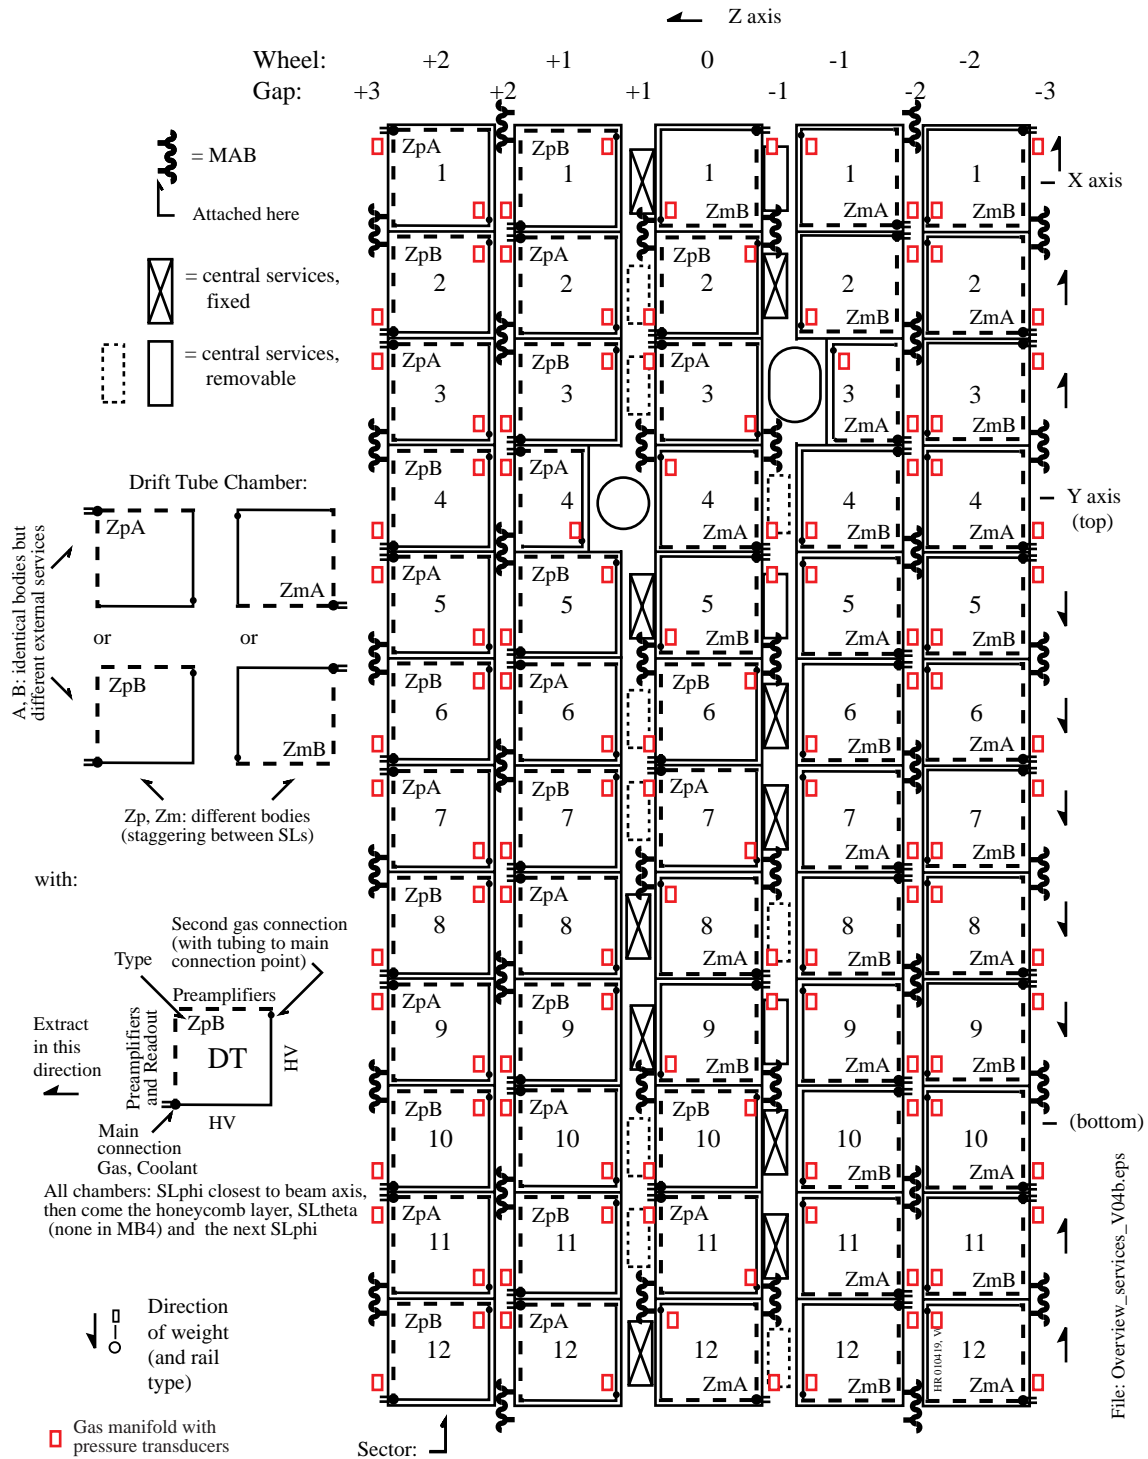 Z axis
Wheel: +2 +1 0 -1 -2
Gap: +3 +2 +1 -1 -2 -3
= MAB
Attached here
= central services,
fixed
= central services,
removable
Drift Tube Chamber:
ZpA
ZmA
or or
ZpB
ZmB
A, B: identical bodies but
different external services
Zp, Zm: different bodies
(staggering between SLs)
with:
Second gas connection
(with tubing to main
connection point)
Type
Preamplifiers
ZpB
DT
HV
HV
Preamplifiers
and Readout
Extract
in this
direction
Main
connection
Gas, Coolant
All chambers: SLphi closest to beam axis,
then come the honeycomb layer, SLtheta
(none in MB4) and the next SLphi
Direction
of weight
(and rail
type)
Gas manifold with
pressure transducers
Sector:
ZpA ZpB
1 1 1 1 1
ZmB ZmA ZmB
ZpB ZpA ZpB
2 2 2 2 2
ZmB ZmA
ZpA ZpB ZpA
3 3 3 3 3
ZmA ZmB
ZpB ZpA
4 4 4 4 4
ZmA ZmB ZmA
ZpA ZpB
5 5 5 5 5
ZmB ZmA ZmB
ZpB ZpA ZpB
6 6 6 6 6
ZmB ZmA
ZpA ZpB ZpA
7 7 7 7 7
ZmA ZmB
ZpB ZpA
8 8 8 8 8
ZmA ZmB ZmA
ZpA ZpB
9 9 9 9 9
ZmB ZmA ZmB
ZpB ZpA ZpB
10 10 10 10 10
ZmB ZmA
ZpA ZpB ZpA
11 11 11 11 11
ZmA ZmB
ZpB ZpA
12 12 12 12 12
ZmA ZmB ZmA
HR 010419,
X axis
Y axis
(top)
(bottom)
File: Overview_services_V04b.eps